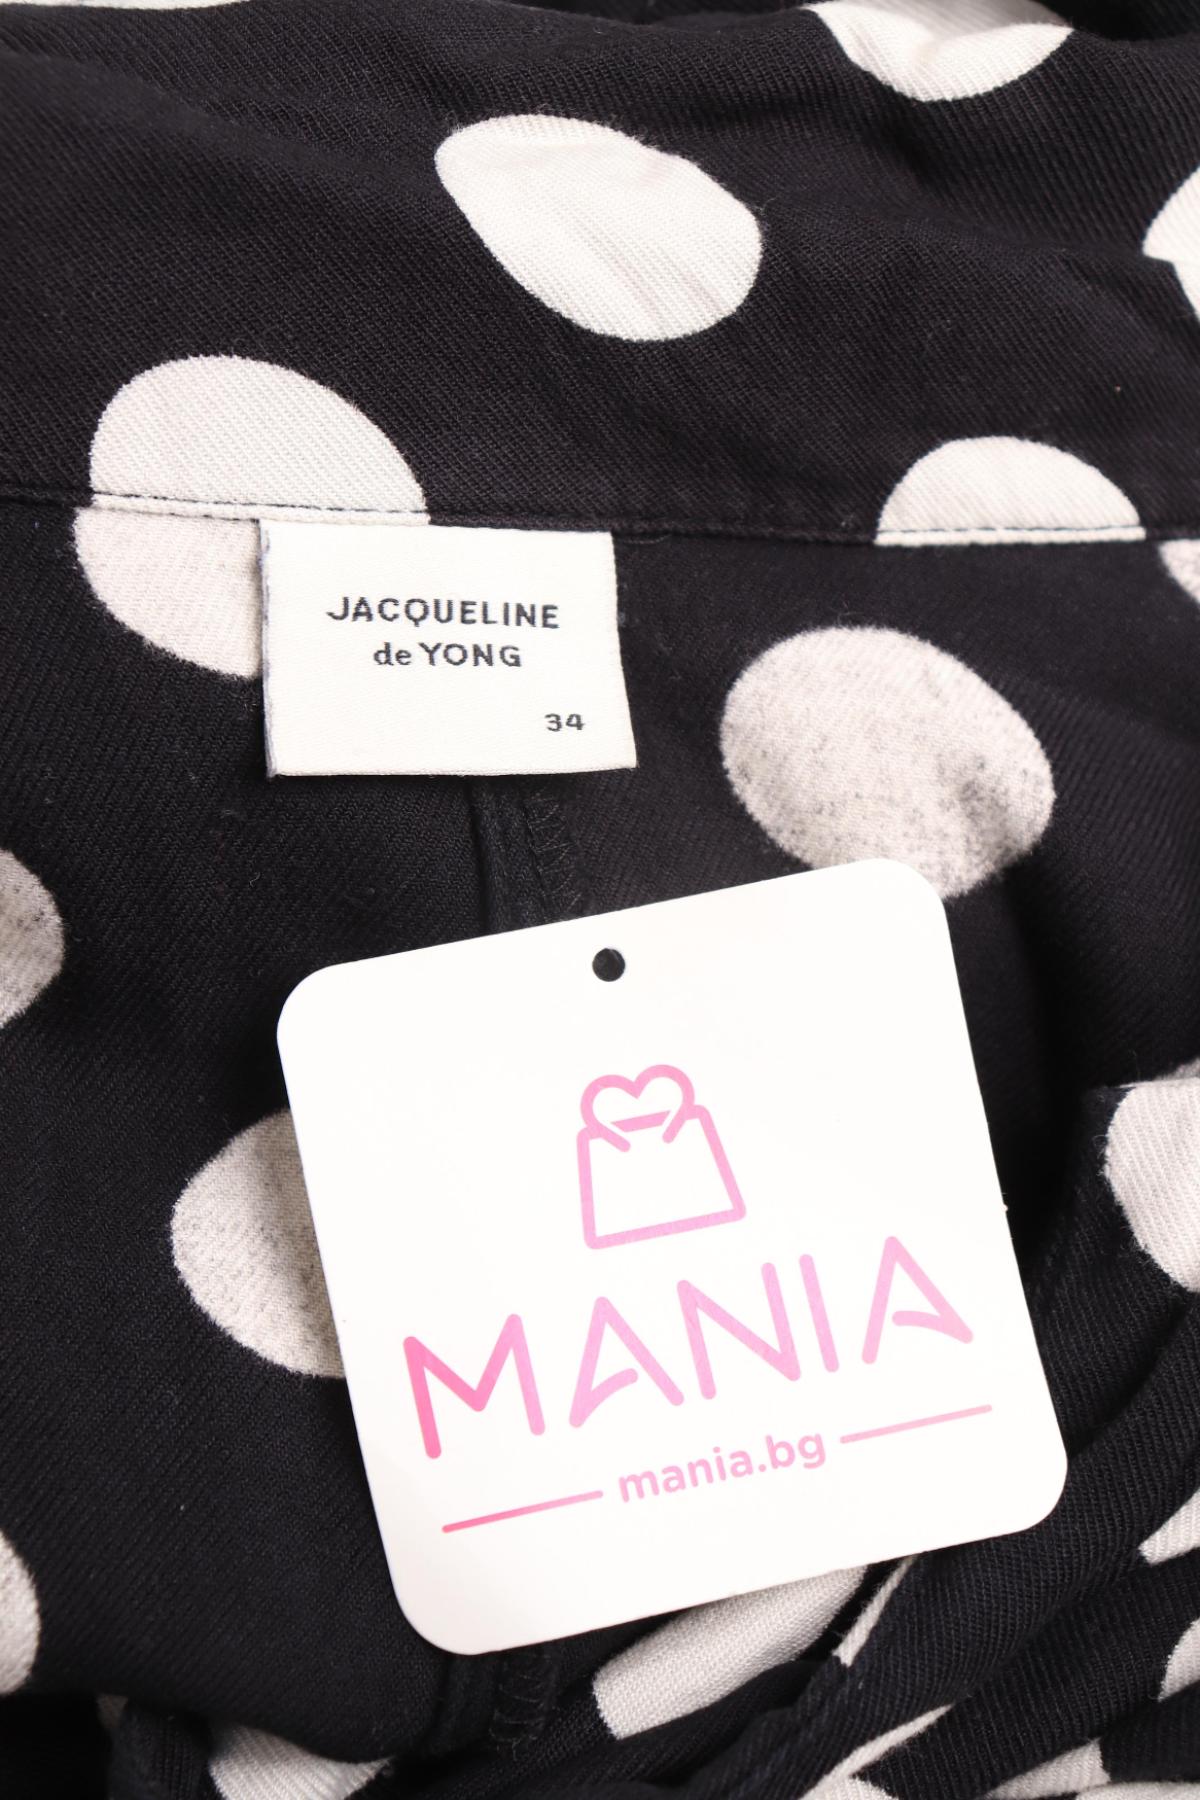 JACQUELINE
de YONG
34
MANIA
mania.bg